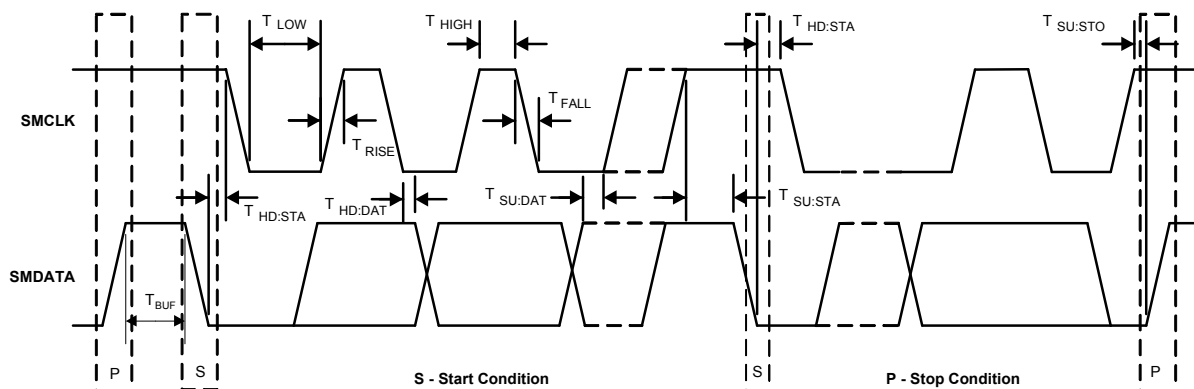 T LOW
T HIGH
T HD:STA
T SU:STO
SMCLK
T FALL
T RISE
T HD:STA
T HD:DAT
T SU:DAT
T SU:STA
SMDATA
T BUF
P
S
S - Start Condition
S
P - Stop Condition
P